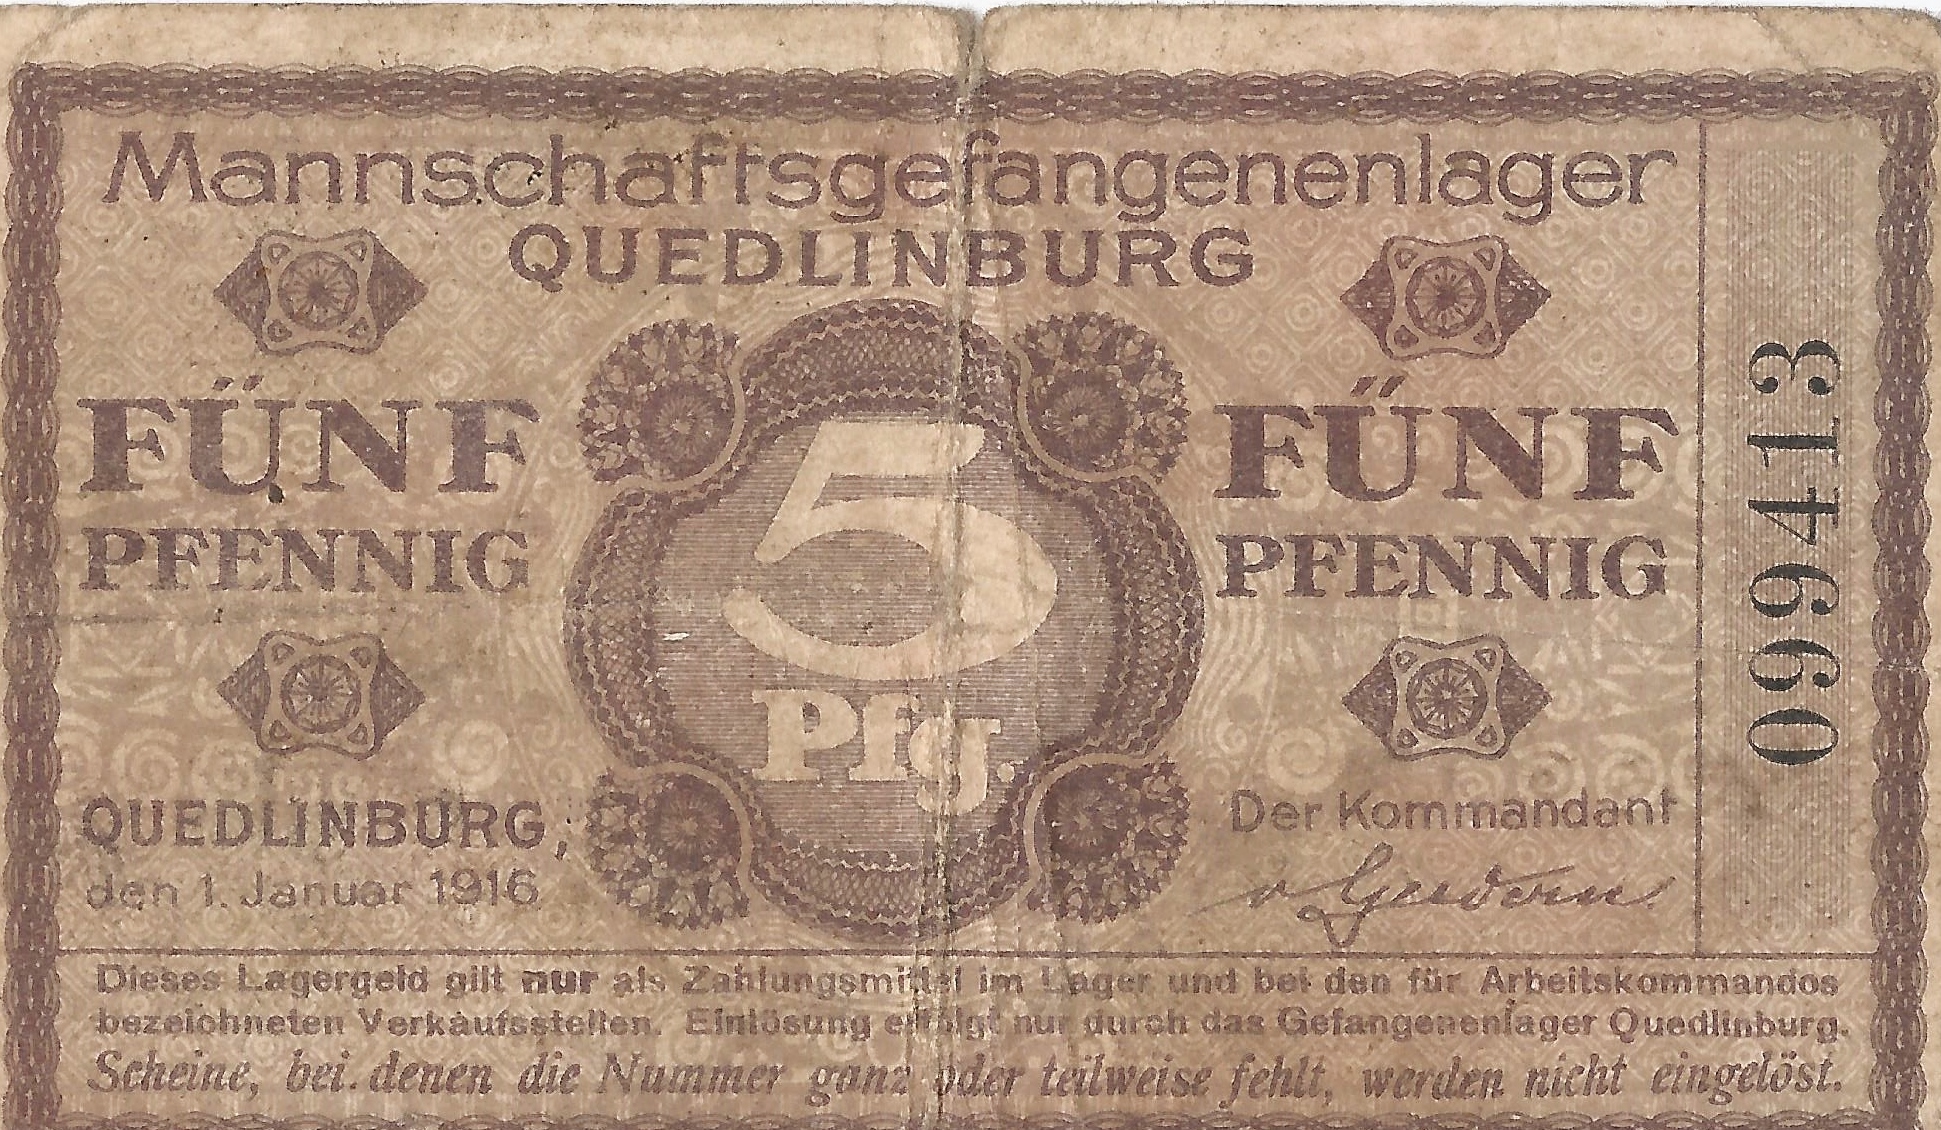 Mannschaftsgefangenenlager
QUEDLINBURG
FÜNF
PFENNIG
5
Pfg.
FÜNF
PFENNIG
QUEDLINBURG,
den 1. Januar 1916
Der Kommandant
099413
Dieses Lagergeld gilt nur als Zahlungsmittel im Lager und bei den für Arbeitskommandos
bezeichneten Verkaufsstellen. Einlösung erfolgt nur durch das Gefangenenlager Quedlinburg.
Scheine, bei denen die Nummer ganz oder teilweise fehlt, werden nicht eingelöst.